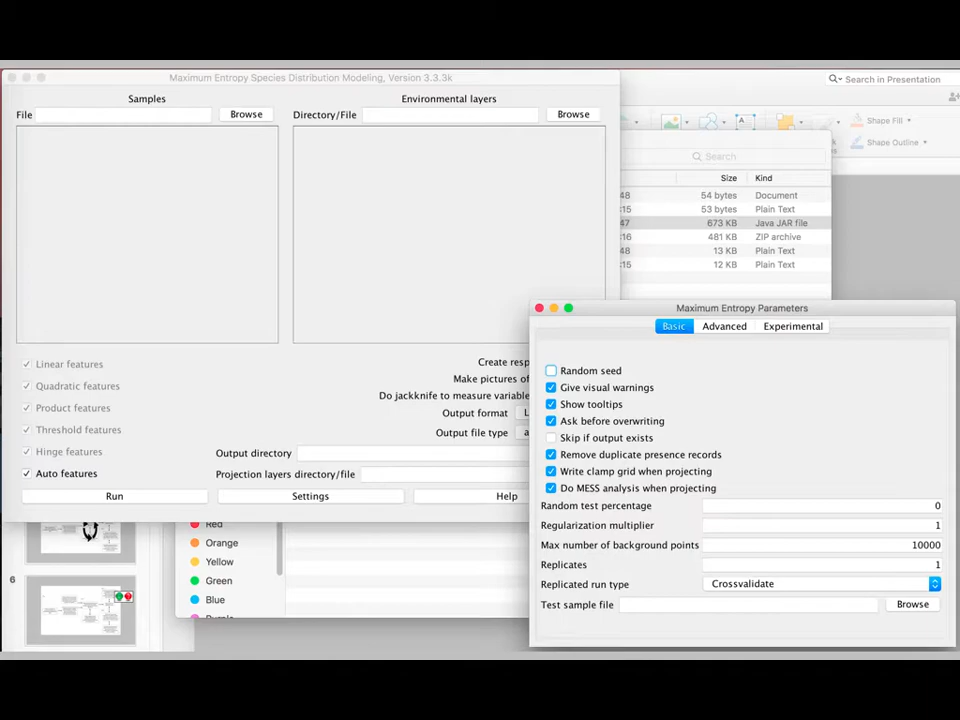 Maximum Entropy Species Distribution Modeling, Version 3.3.3k
Samples
File
Browse
Environmental layers
Directory/File
Browse
Linear features
Quadratic features
Product features
Threshold features
Hinge features
Auto features
Create resp
Make pictures of
Do jackknife to measure variable
Output format
Output file type
Output directory
Projection layers directory/file
Run
Settings
Help
Search in Presentation
Shape Fill
Shape Outline
Search
Size Kind
48 54 bytes Document
:15 53 bytes Plain Text
47 673 KB Java JAR file
:16 481 KB ZIP archive
48 13 KB Plain Text
:15 12 KB Plain Text
Maximum Entropy Parameters
Basic Advanced Experimental
Random seed
Give visual warnings
Show tooltips
Ask before overwriting
Skip if output exists
Remove duplicate presence records
Write clamp grid when projecting
Do MESS analysis when projecting
Random test percentage 0
Regularization multiplier 1
Max number of background points 10000
Replicates 1
Replicated run type Crossvalidate
Test sample file Browse
Red
Orange
Yellow
Green
Blue
Purple
6